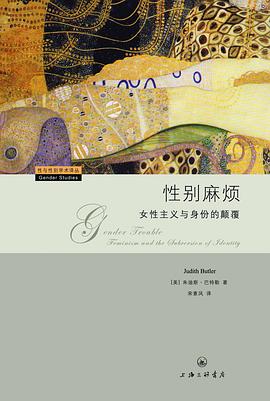 性与性别学术译丛
Gender Studies
性别麻烦
女性主义与身份的颠覆
Gender Trouble
Feminism and the Subversion of Identity
Judith Butler
[美] 朱迪斯·巴特勒 著
宋素凤 译
上海三联书店